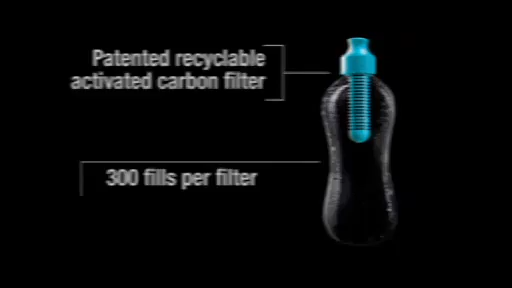 Patented recyclable
activated carbon filter
300 fills per filter